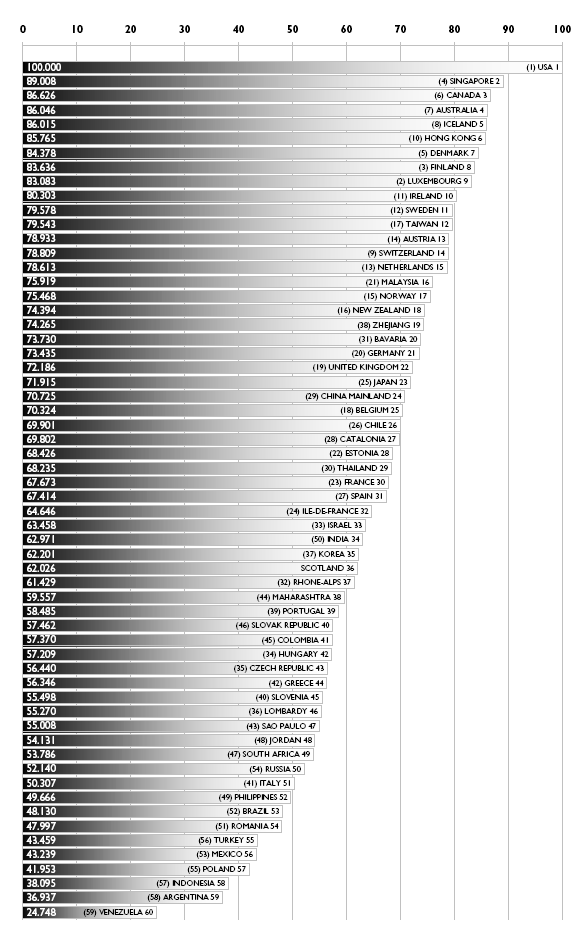 0 10 20 30 40 50 60 70 80 90 100
100.000 (1) USA 1
89.008 (4) SINGAPORE 2
86.626 (6) CANADA 3
86.046 (7) AUSTRALIA 4
86.015 (8) ICELAND 5
85.765 (10) HONG KONG 6
84.378 (5) DENMARK 7
83.636 (3) FINLAND 8
83.083 (2) LUXEMBOURG 9
80.303 (11) IRELAND 10
79.578 (12) SWEDEN 11
79.543 (17) TAIWAN 12
78.933 (14) AUSTRIA 13
78.809 (9) SWITZERLAND 14
78.613 (13) NETHERLANDS 15
75.919 (21) MALAYSIA 16
75.468 (15) NORWAY 17
74.394 (16) NEW ZEALAND 18
74.265 (38) ZHEJIANG 19
73.730 (31) BAVARIA 20
73.435 (20) GERMANY 21
72.186 (19) UNITED KINGDOM 22
71.915 (25) JAPAN 23
70.725 (29) CHINA MAINLAND 24
70.324 (18) BELGIUM 25
69.901 (26) CHILE 26
69.802 (28) CATALONIA 27
68.426 (22) ESTONIA 28
68.235 (30) THAILAND 29
67.673 (23) FRANCE 30
67.414 (27) SPAIN 31
64.646 (24) ILE-DE-FRANCE 32
63.458 (33) ISRAEL 33
62.971 (50) INDIA 34
62.201 (37) KOREA 35
62.026 SCOTLAND 36
61.429 (32) RHONE-ALPS 37
59.557 (44) MAHARASHTRA 38
58.485 (39) PORTUGAL 39
57.462 (46) SLOVAK REPUBLIC 40
57.370 (45) COLOMBIA 41
57.209 (34) HUNGARY 42
56.440 (35) CZECH REPUBLIC 43
56.346 (42) GREECE 44
55.498 (40) SLOVENIA 45
55.270 (36) LOMBARDY 46
55.008 (43) SAO PAULO 47
54.131 (48) JORDAN 48
53.786 (47) SOUTH AFRICA 49
52.140 (54) RUSSIA 50
50.307 (41) ITALY 51
49.666 (49) PHILIPPINES 52
48.130 (52) BRAZIL 53
47.997 (51) ROMANIA 54
43.459 (56) TURKEY 55
43.239 (53) MEXICO 56
41.953 (55) POLAND 57
38.095 (57) INDONESIA 58
36.937 (58) ARGENTINA 59
24.748 (59) VENEZUELA 60